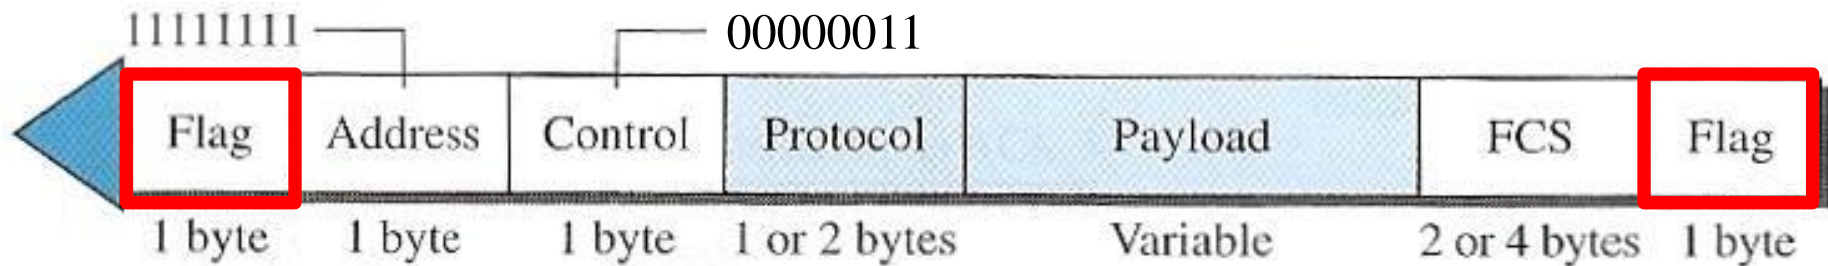 11111111 00000011
Flag Address Control Protocol Payload FCS Flag
1 byte 1 byte 1 byte 1 or 2 bytes Variable 2 or 4 bytes 1 byte